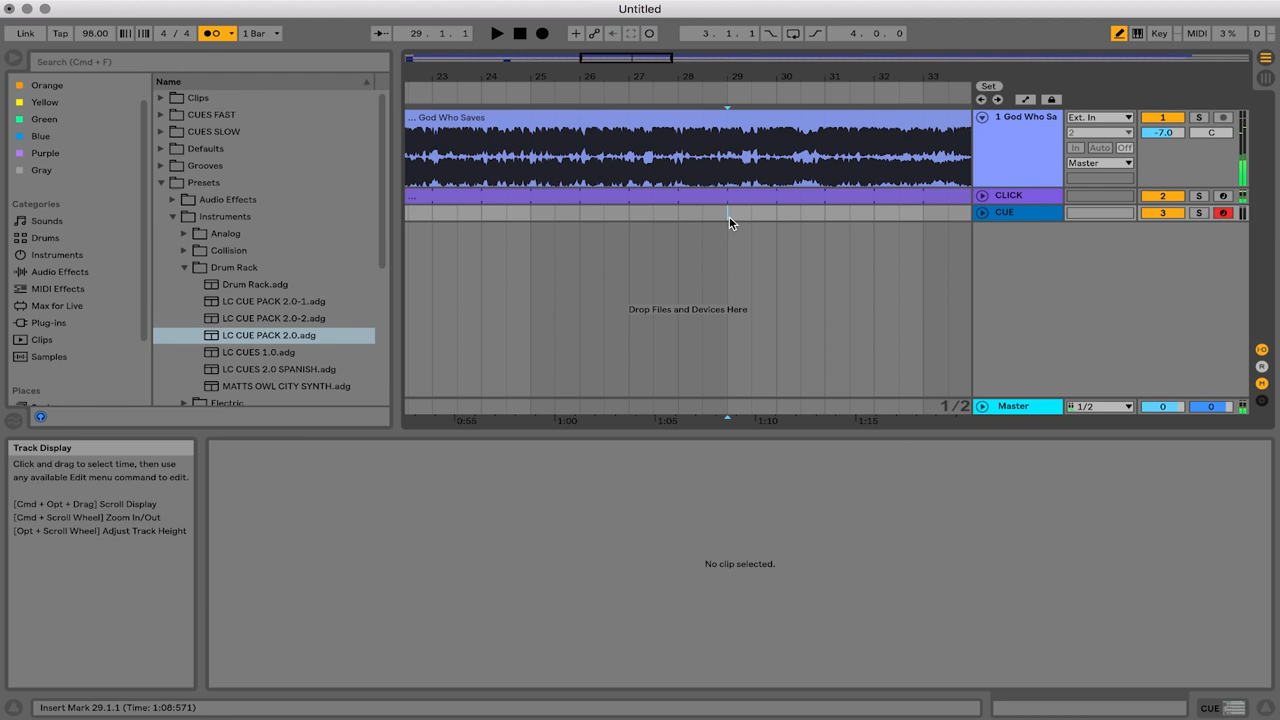 Untitled
Link Tap 98.00 4 / 4 1 Bar 29 . 1 . 1 3 . 1 . 1 4 . 0 . 0 Key MIDI 3 % D
Search (Cmd + F)
Orange
Yellow
Green
Blue
Purple
Gray
Categories
Sounds
Drums
Instruments
Audio Effects
MIDI Effects
Max for Live
Plug-ins
Clips
Samples
Places
Name
Clips
CUES FAST
CUES SLOW
Defaults
Grooves
Presets
Audio Effects
Instruments
Analog
Collision
Drum Rack
Drum Rack.adg
LC CUE PACK 2.0-1.adg
LC CUE PACK 2.0-2.adg
LC CUE PACK 2.0.adg
LC CUES 1.0.adg
LC CUES 2.0 SPANISH.adg
MATTS OWL CITY SYNTH.adg
Electric
23 24 25 26 27 28 29 30 31 32 33
Set
... God Who Saves
1 God Who Sa
Ext. In 1 S
2 -7.0 C
In Auto Off
Master
...
CLICK 2 S
CUE 3 S
Drop Files and Devices Here
1/2
Master 1/2 0 0
0:55 1:00 1:05 1:10 1:15
Track Display
Click and drag to select time, then use
any available Edit menu command to edit.
[Cmd + Opt + Drag] Scroll Display
[Cmd + Scroll Wheel] Zoom In/Out
[Opt + Scroll Wheel] Adjust Track Height
No clip selected.
Insert Mark 29.1.1 (Time: 1:08:571)
CUE